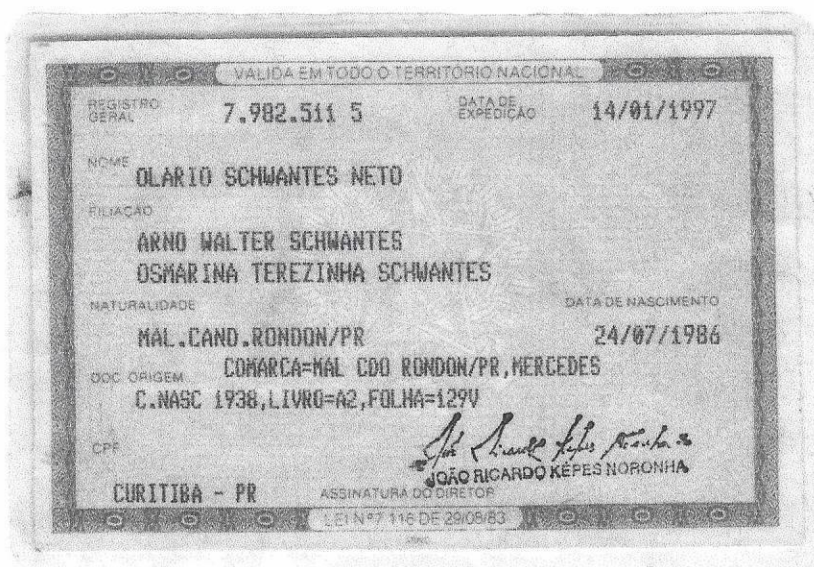 VALIDA EM TODO O TERRITÓRIO NACIONAL
REGISTRO GERAL 7.982.511 5 DATA DE EXPEDIÇÃO 14/01/1997
NOME OLARIO SCHWANTES NETO
FILIAÇÃO
ARNO WALTER SCHWANTES
OSMARINA TEREZINHA SCHWANTES
NATURALIDADE DATA DE NASCIMENTO
MAL.CAND.RONDON/PR 24/07/1986
DOC ORIGEM COMARCA=MAL CDO RONDON/PR,MERCEDES
C.NASC 1938,LIVRO=A2,FOLHA=129V
CPF
JOÃO RICARDO KÉPES NORONHA
CURITIBA - PR ASSINATURA DO DIRETOR
LEI Nº 7 116 DE 29/08/83